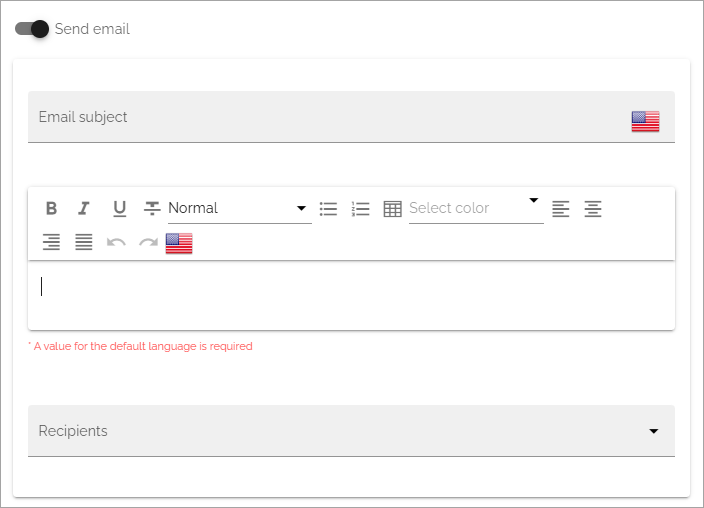 Send email
Email subject
B I U Normal Select color
* A value for the default language is required
Recipients